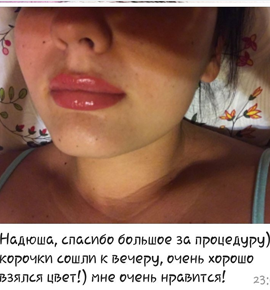 Надюша, спасибо большое за процедуру)
корочки сошли к вечеру, очень хорошо
взялся цвет!) мне очень нравится!
23: